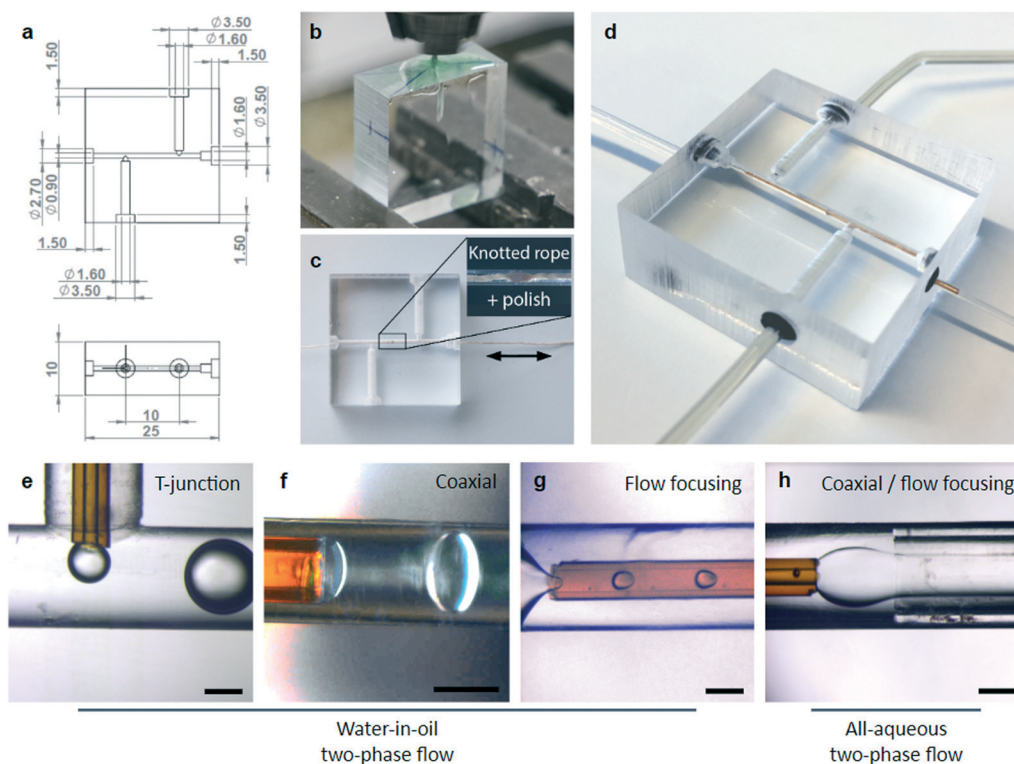 a
Ø3.50
Ø1.60
1.50
1.50
Ø1.60
Ø3.50
Ø2.70
Ø0.90
1.50
1.50
Ø1.60
Ø3.50
10
10
25
b
c
Knotted rope
+ polish
d
e
T-junction
f
Coaxial
g
Flow focusing
h
Coaxial / flow focusing
Water-in-oil
two-phase flow
All-aqueous
two-phase flow